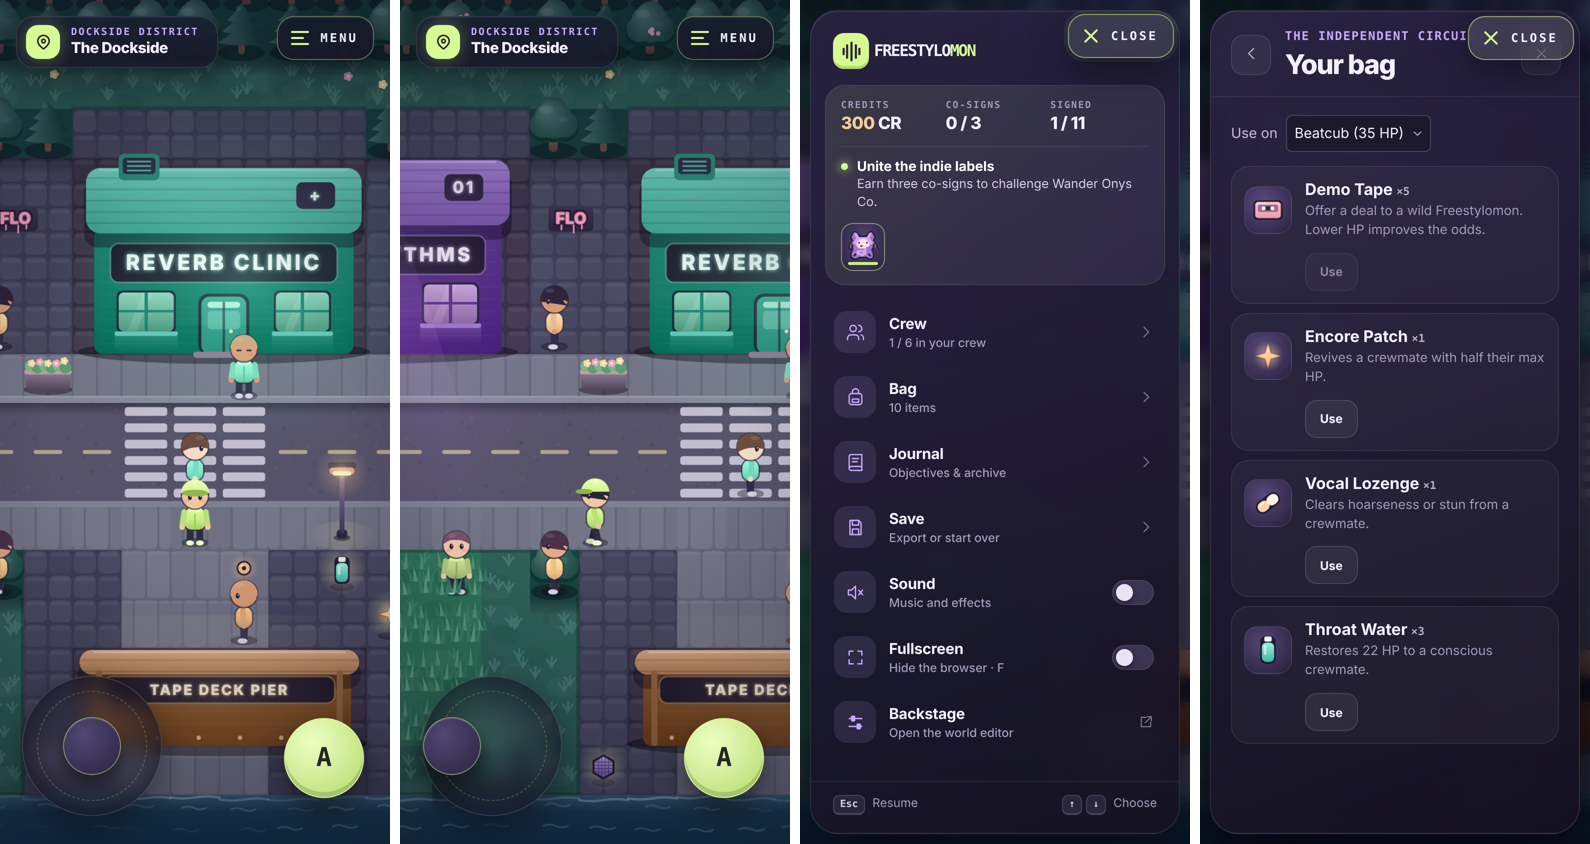 DOCKSIDE DISTRICT
The Dockside
MENU
FLO
+
REVERB CLINIC
TAPE DECK PIER
A
DOCKSIDE DISTRICT
The Dockside
MENU
01
FLO
THMS
REVERB
TAPE DEC
A
FREESTYLOMON
CLOSE
CREDITS
CO-SIGNS
SIGNED
300 CR
0 / 3
1 / 11
Unite the indie labels
Earn three co-signs to challenge Wander Onys
Co.
Crew
1 / 6 in your crew
Bag
10 items
Journal
Objectives & archive
Save
Export or start over
Sound
Music and effects
Fullscreen
Hide the browser · F
Backstage
Open the world editor
Esc Resume
↑ ↓ Choose
THE INDEPENDENT CIRCUI
CLOSE
Your bag
Use on Beatcub (35 HP)
Demo Tape ×5
Offer a deal to a wild Freestylomon.
Lower HP improves the odds.
Use
Encore Patch ×1
Revives a crewmate with half their max
HP.
Use
Vocal Lozenge ×1
Clears hoarseness or stun from a
crewmate.
Use
Throat Water ×3
Restores 22 HP to a conscious
crewmate.
Use